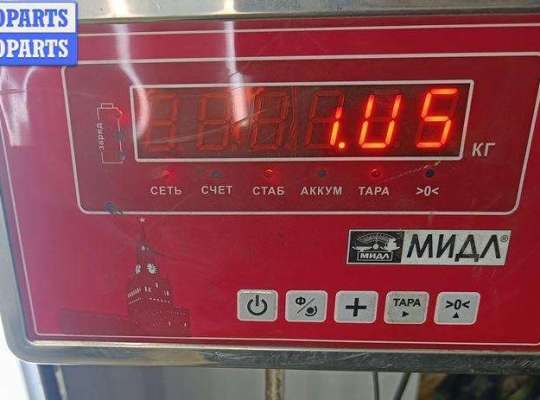 OPARTS
OPARTS
заряд
1.05
КГ
СЕТЬ СЧЕТ СТАБ АККУМ ТАРА >0<
МИДЛ МИДЛ®
Ф + ТАРА >0<